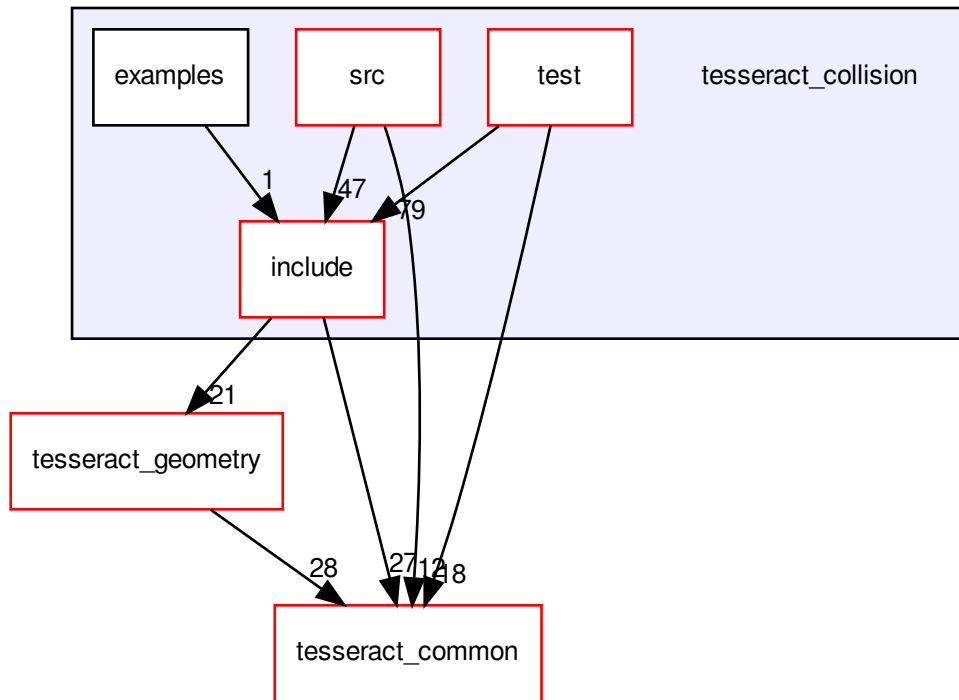 examples
src
test
tesseract_collision
1
47
79
include
21
tesseract_geometry
28
27
12
18
tesseract_common